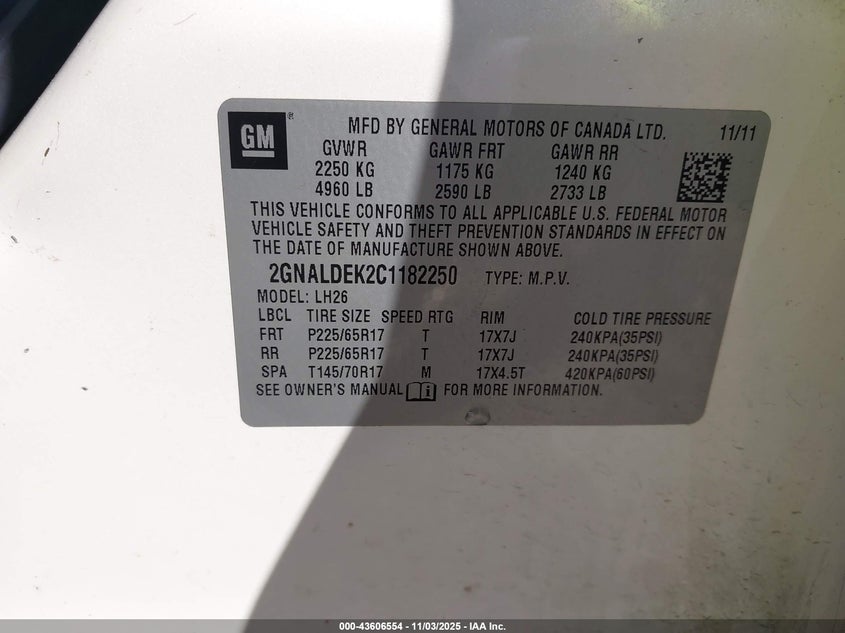 GM ® MFD BY GENERAL MOTORS OF CANADA LTD. 11/11
GVWR GAWR FRT GAWR RR
2250 KG 1175 KG 1240 KG
4960 LB 2590 LB 2733 LB
THIS VEHICLE CONFORMS TO ALL APPLICABLE U.S. FEDERAL MOTOR
VEHICLE SAFETY AND THEFT PREVENTION STANDARDS IN EFFECT ON
THE DATE OF MANUFACTURE SHOWN ABOVE.
2GNALDEK2C1182250 TYPE: M.P.V.
MODEL: LH26
LBCL TIRE SIZE SPEED RTG RIM COLD TIRE PRESSURE
FRT P225/65R17 T 17X7J 240KPA(35PSI)
RR P225/65R17 T 17X7J 240KPA(35PSI)
SPA T145/70R17 M 17X4.5T 420KPA(60PSI)
SEE OWNER'S MANUAL FOR MORE INFORMATION.
000-43606554 - 11/03/2025 - IAA Inc.